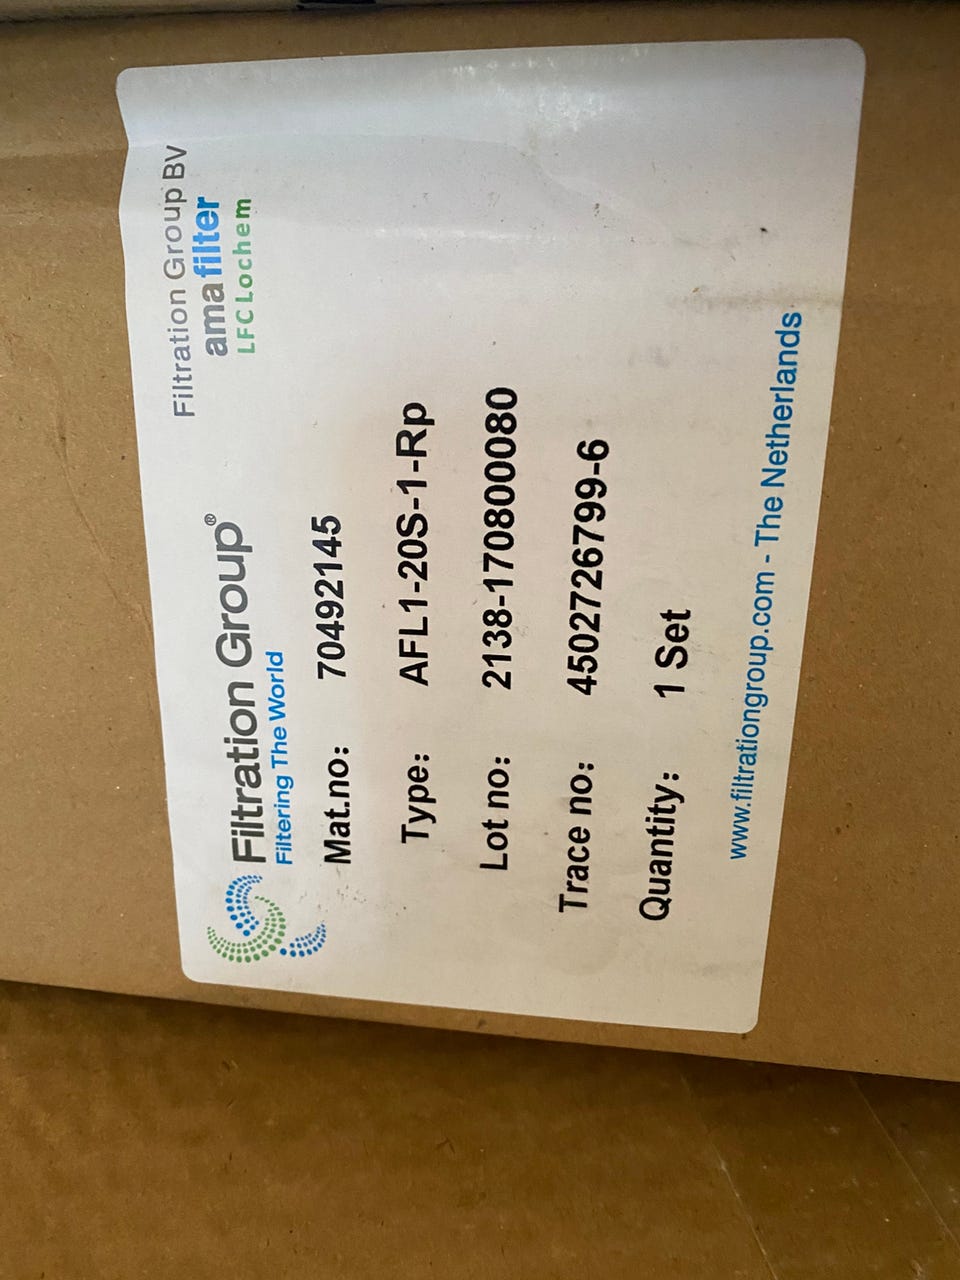 Filtration Group®
Filtering The World
Filtration Group BV
amafilter
LFC Lochem
Mat.no: 70492145
Type: AFL1-20S-1-Rp
Lot no: 2138-170800080
Trace no: 4502726799-6
Quantity: 1 Set
www.filtrationgroup.com - The Netherlands